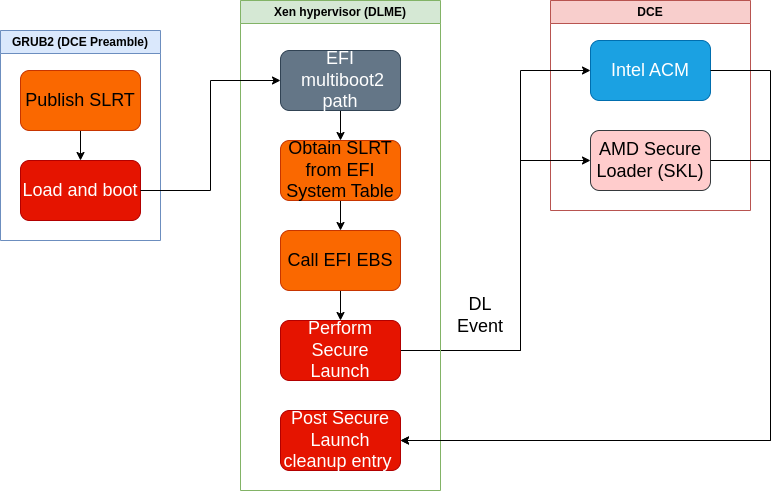 GRUB2 (DCE Preamble)
Publish SLRT
Load and boot
Xen hypervisor (DLME)
EFI
multiboot2
path
Obtain SLRT
from EFI
System Table
Call EFI EBS
Perform
Secure
Launch
Post Secure
Launch
cleanup entry
DL
Event
DCE
Intel ACM
AMD Secure
Loader (SKL)